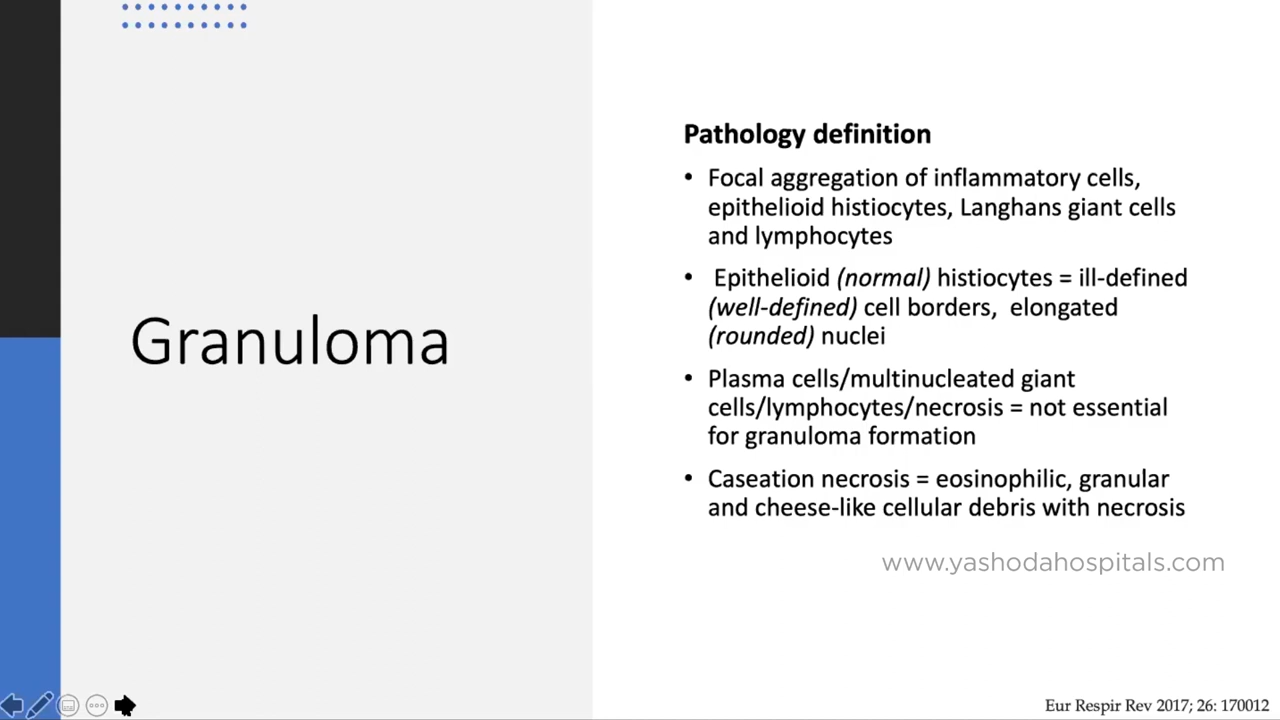 Granuloma
Pathology definition
• Focal aggregation of inflammatory cells,
epithelioid histiocytes, Langhans giant cells
and lymphocytes
• Epithelioid (normal) histiocytes = ill-defined
(well-defined) cell borders, elongated
(rounded) nuclei
• Plasma cells/multinucleated giant
cells/lymphocytes/necrosis = not essential
for granuloma formation
• Caseation necrosis = eosinophilic, granular
and cheese-like cellular debris with necrosis
www.yashodahospitals.com
Eur Respir Rev 2017; 26: 170012